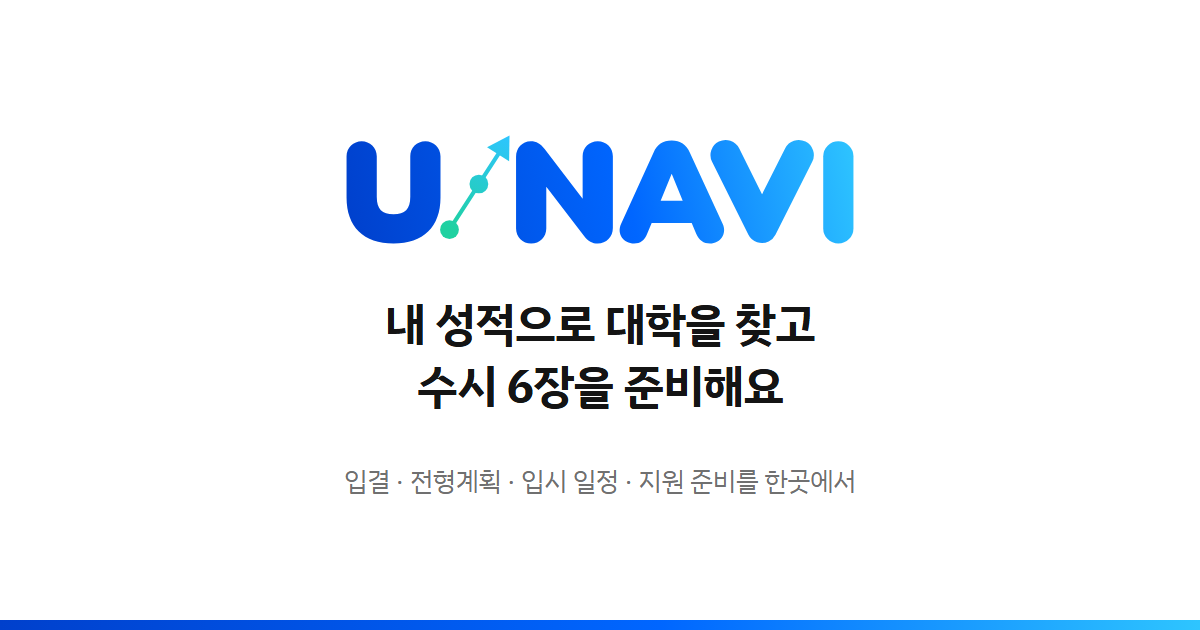 U NAVI
내 성적으로 대학을 찾고
수시 6장을 준비해요
입결 · 전형계획 · 입시 일정 · 지원 준비를 한곳에서